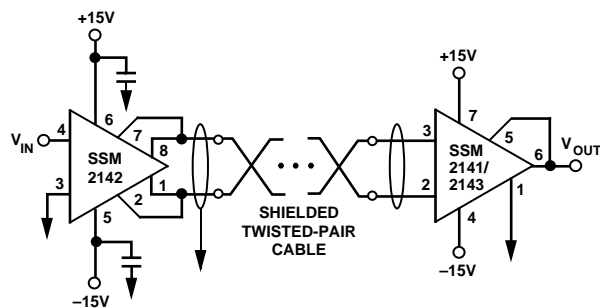 +15V
6
7
V_IN
4
SSM
2142
8
1
3
2
5
–15V
SHIELDED
TWISTED-PAIR
CABLE
+15V
7
3
5
V_OUT
SSM
2141/
2143
6
2
1
4
–15V